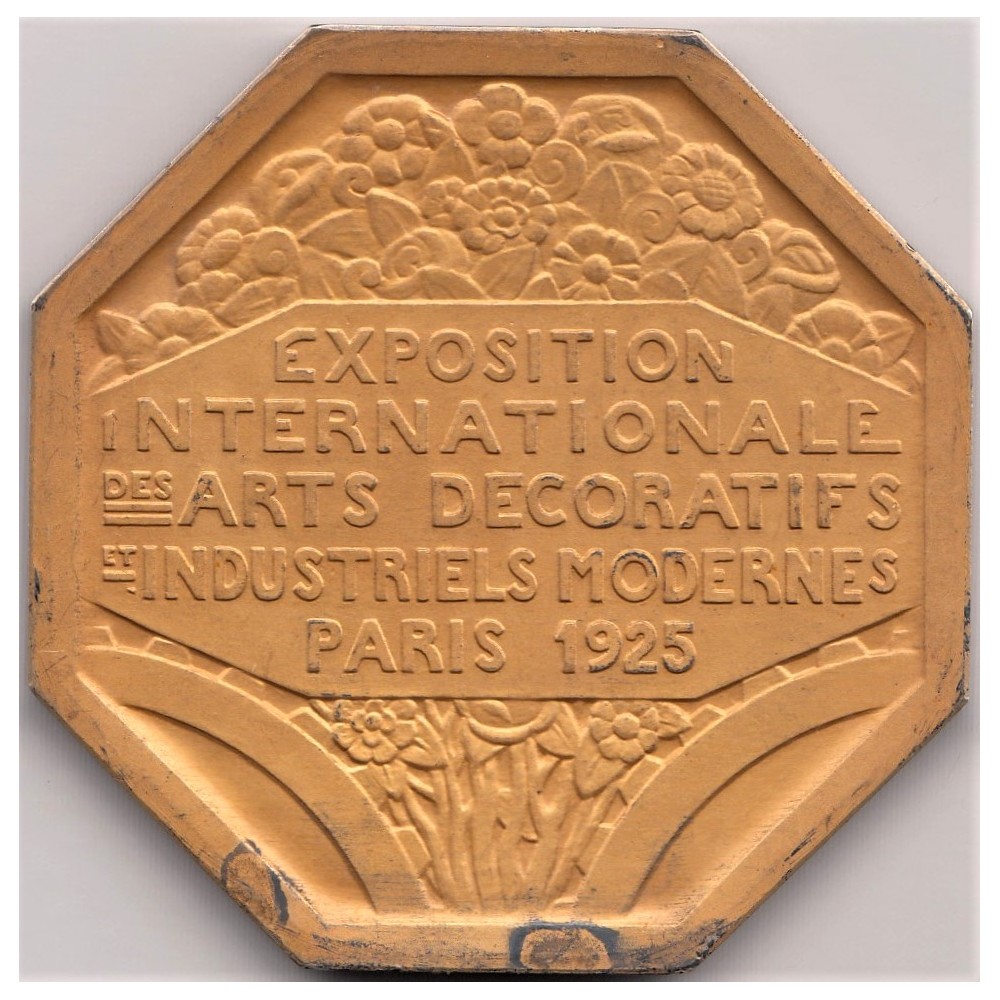 EXPOSITION
INTERNATIONALE
DES ARTS DECORATIFS
ET INDUSTRIELS MODERNES
PARIS 1925